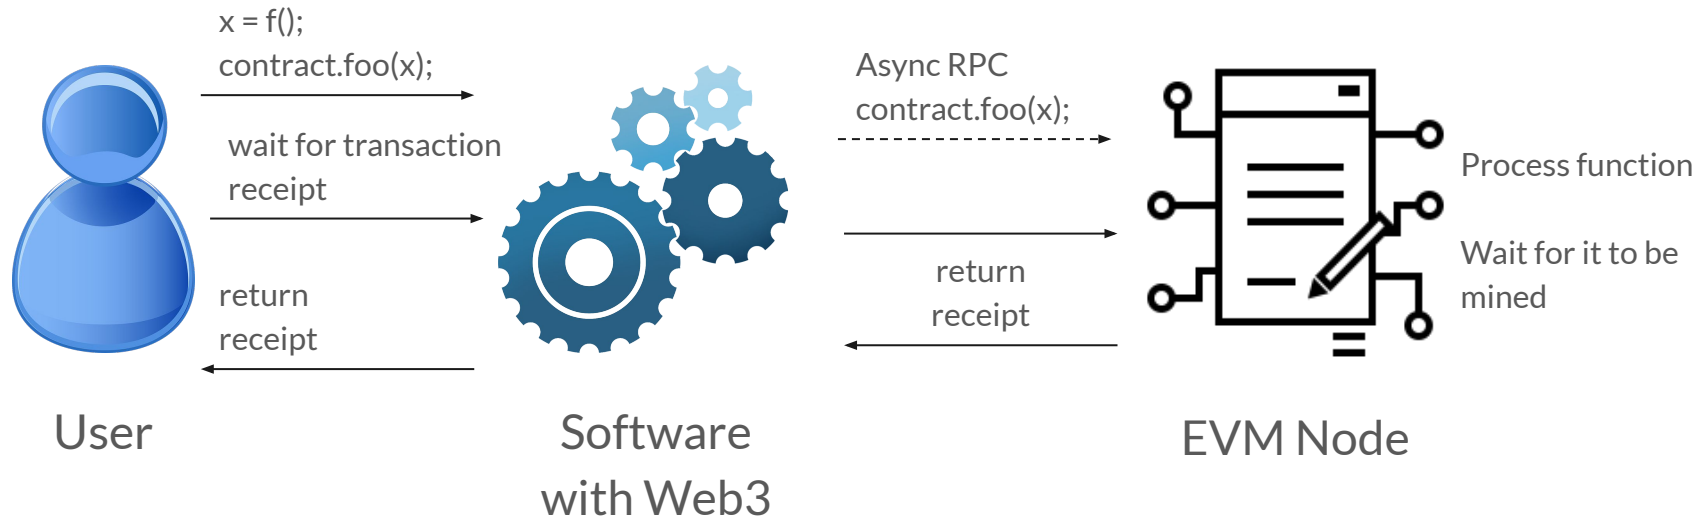 x = f();
contract.foo(x);
wait for transaction
receipt
return
receipt
User
Software
with Web3
Async RPC
contract.foo(x);
return
receipt
Process function
Wait for it to be
mined
EVM Node